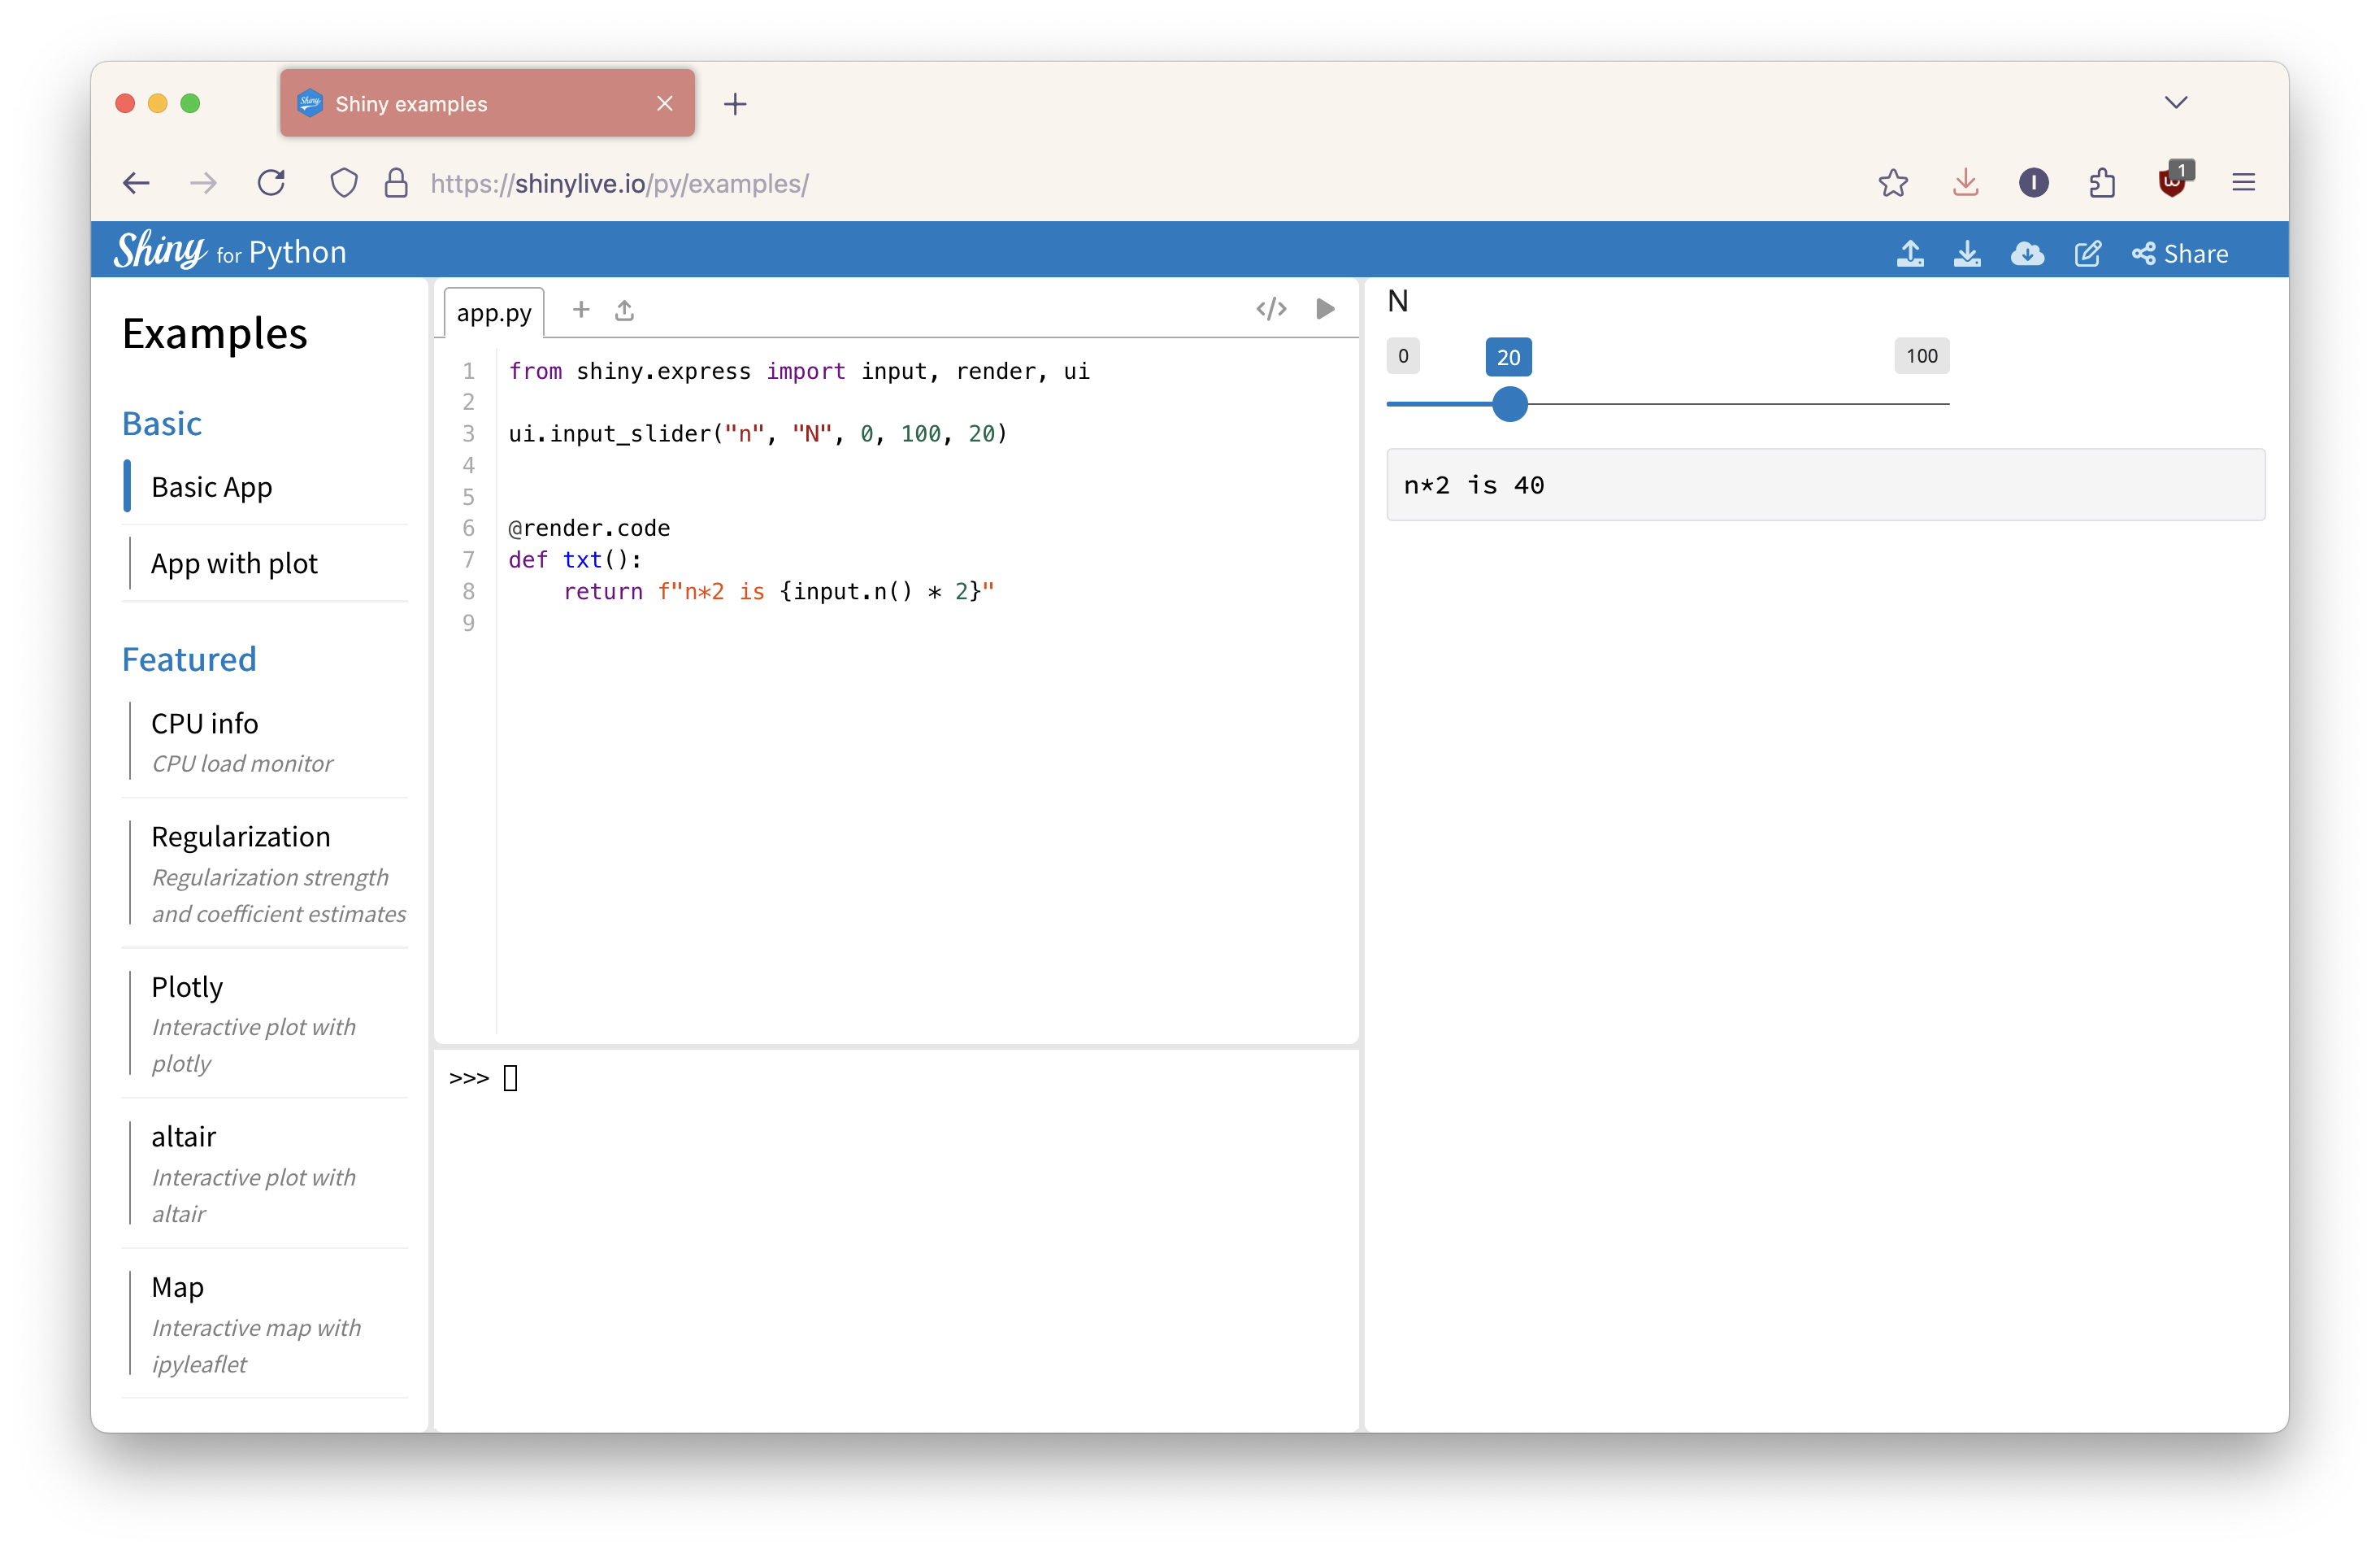 Shiny examples
https://shinylive.io/py/examples/
1
Shiny for Python
Share
Examples
Basic
Basic App
App with plot
Featured
CPU info
CPU load monitor
Regularization
Regularization strength
and coefficient estimates
Plotly
Interactive plot with
plotly
altair
Interactive plot with
altair
Map
Interactive map with
ipyleaflet
app.py
1 from shiny.express import input, render, ui
2
3 ui.input_slider("n", "N", 0, 100, 20)
4
5
6 @render.code
7 def txt():
8     return f"n*2 is {input.n() * 2}"
9
>>>
N
0 20 100
n*2 is 40